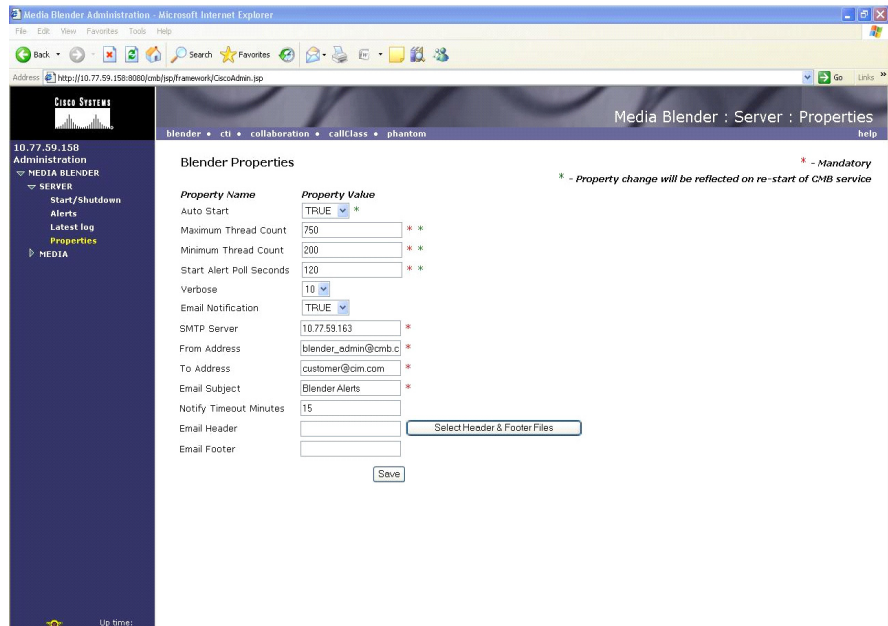 Media Blender Administration - Microsoft Internet Explorer
File Edit View Favorites Tools Help
Back Search Favorites
Address http://10.77.59.158:8080/cmb/jsp/framework/CiscoAdmin.jsp Go Links »
CISCO SYSTEMS
Media Blender : Server : Properties
blender • cti • collaboration • callClass • phantom help
10.77.59.158
Administration
MEDIA BLENDER
SERVER
Start/Shutdown
Alerts
Latest log
Properties
MEDIA
Blender Properties
* - Mandatory
* - Property change will be reflected on re-start of CMB service
Property Name Property Value
Auto Start TRUE *
Maximum Thread Count 750 * *
Minimum Thread Count 200 * *
Start Alert Poll Seconds 120 * *
Verbose 10
Email Notification TRUE
SMTP Server 10.77.59.163 *
From Address blender_admin@cmb.c *
To Address customer@cim.com *
Email Subject Blender Alerts *
Notify Timeout Minutes 15
Email Header Select Header & Footer Files
Email Footer
Save
Up time: